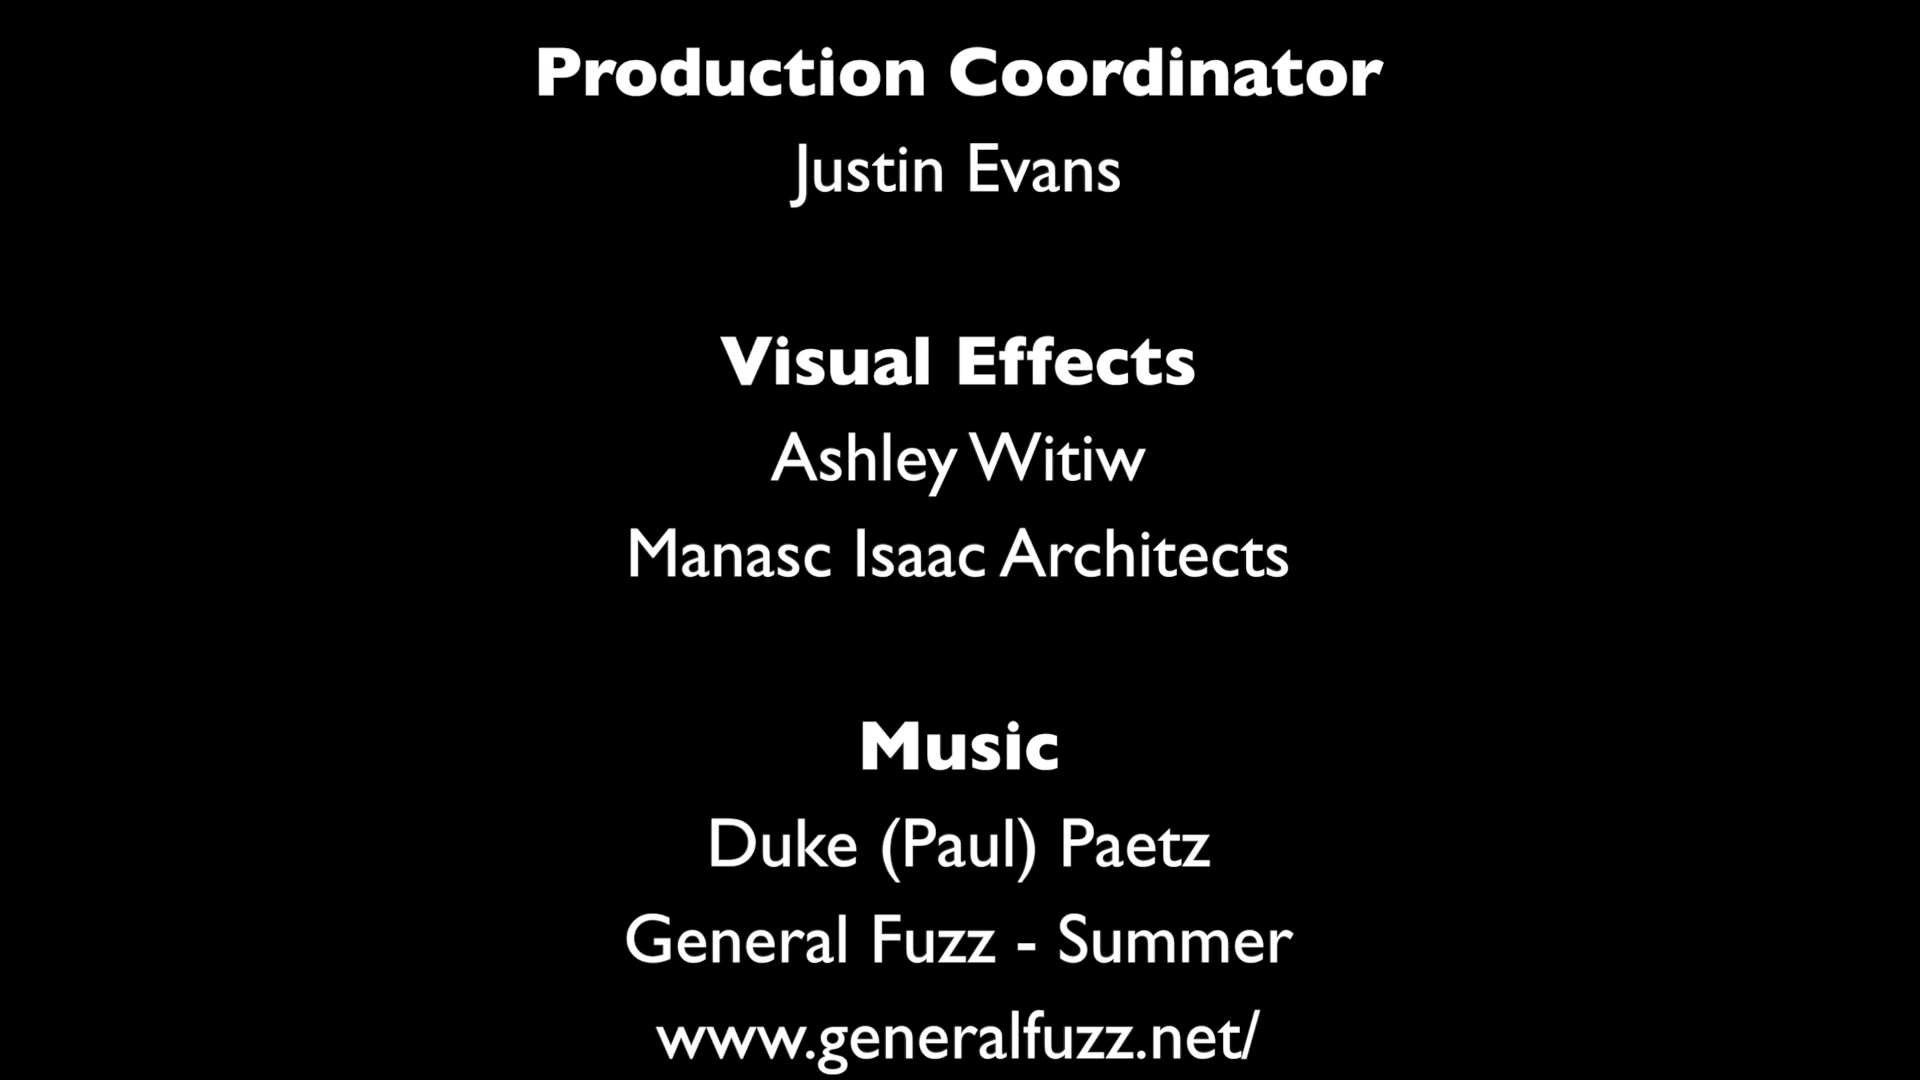 Production Coordinator
Justin Evans
Visual Effects
Ashley Witiw
Manasc Isaac Architects
Music
Duke (Paul) Paetz
General Fuzz - Summer
www.generalfuzz.net/